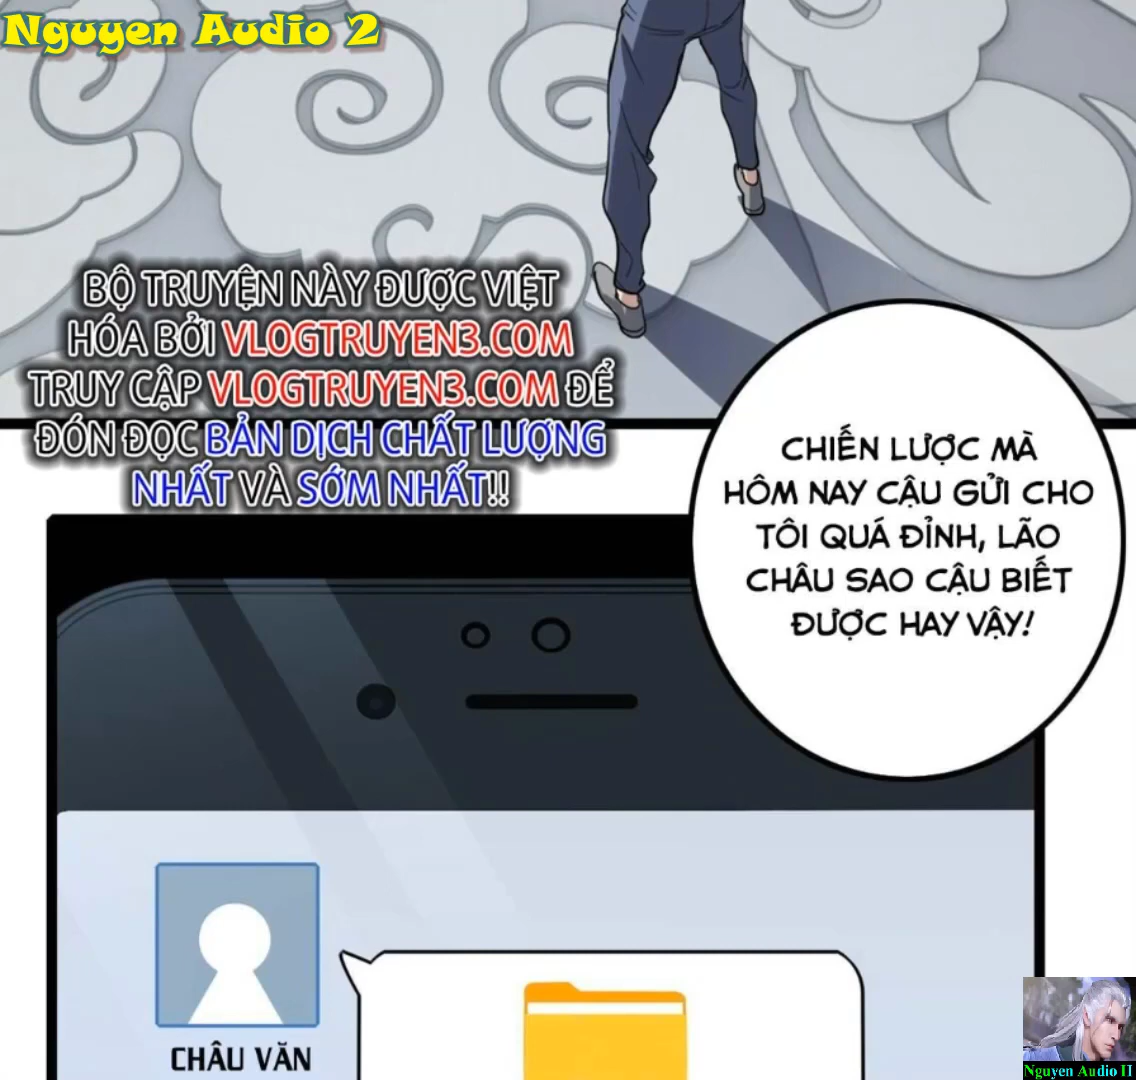 Nguyen Audio 2
BỘ TRUYỆN NÀY ĐƯỢC VIỆT
HÓA BỞI VLOGTRUYEN3.COM
TRUY CẬP VLOGTRUYEN3.COM ĐỂ
ĐÓN ĐỌC BẢN DỊCH CHẤT LƯỢNG
NHẤT VÀ SỚM NHẤT!!
CHIẾN LƯỢC MÀ
HÔM NAY CẬU GỬI CHO
TÔI QUÁ ĐỈNH, LÃO
CHÂU SAO CẬU BIẾT
ĐƯỢC HAY VẬY!
CHÂU VĂN
Nguyen Audio II